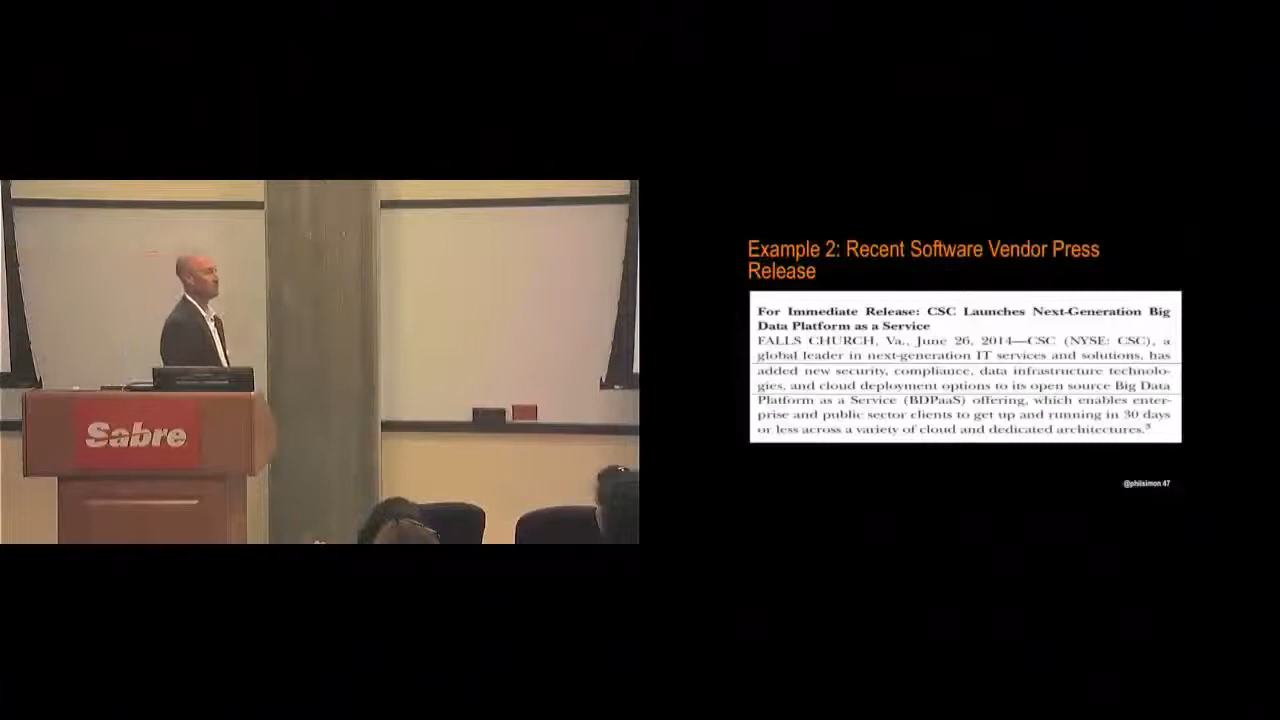 Sabre
Example 2: Recent Software Vendor Press
Release
For Immediate Release: CSC Launches Next-Generation Big
Data Platform as a Service
FALLS CHURCH, Va., June 26, 2014—CSC (NYSE: CSC), a
global leader in next-generation IT services and solutions, has
added new security, compliance, data infrastructure technolo-
gies, and cloud deployment options to its open source Big Data
Platform as a Service (BDPaaS) offering, which enables enter-
prise and public sector clients to get up and running in 30 days
or less across a variety of cloud and dedicated architectures.³
@philsimon 47